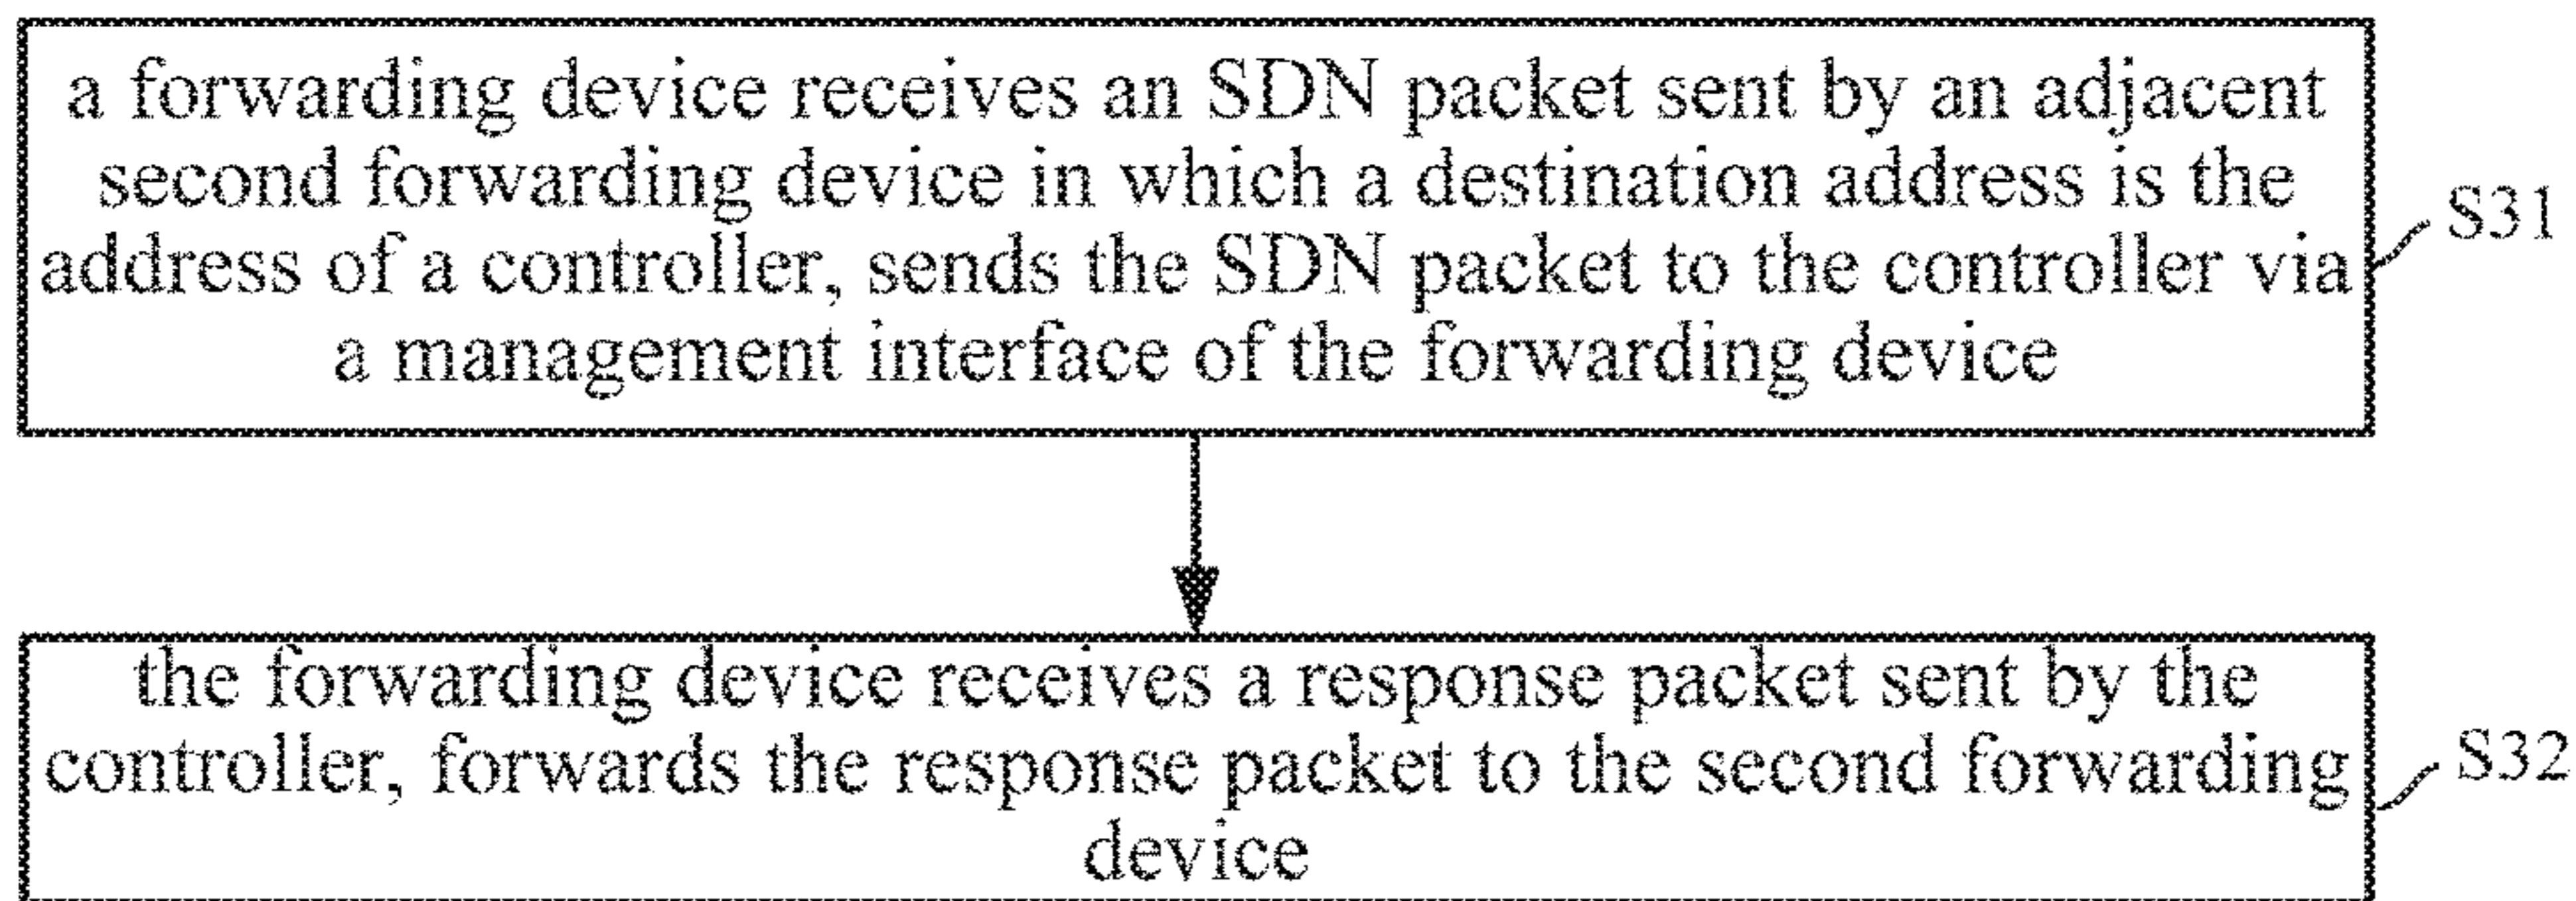 a forwarding device receives an SDN packet sent by an adjacent
second forwarding device in which a destination address is the
address of a controller, sends the SDN packet to the controller via
a management interface of the forwarding device
S31
the forwarding device receives a response packet sent by the
controller, forwards the response packet to the second forwarding
device
S32